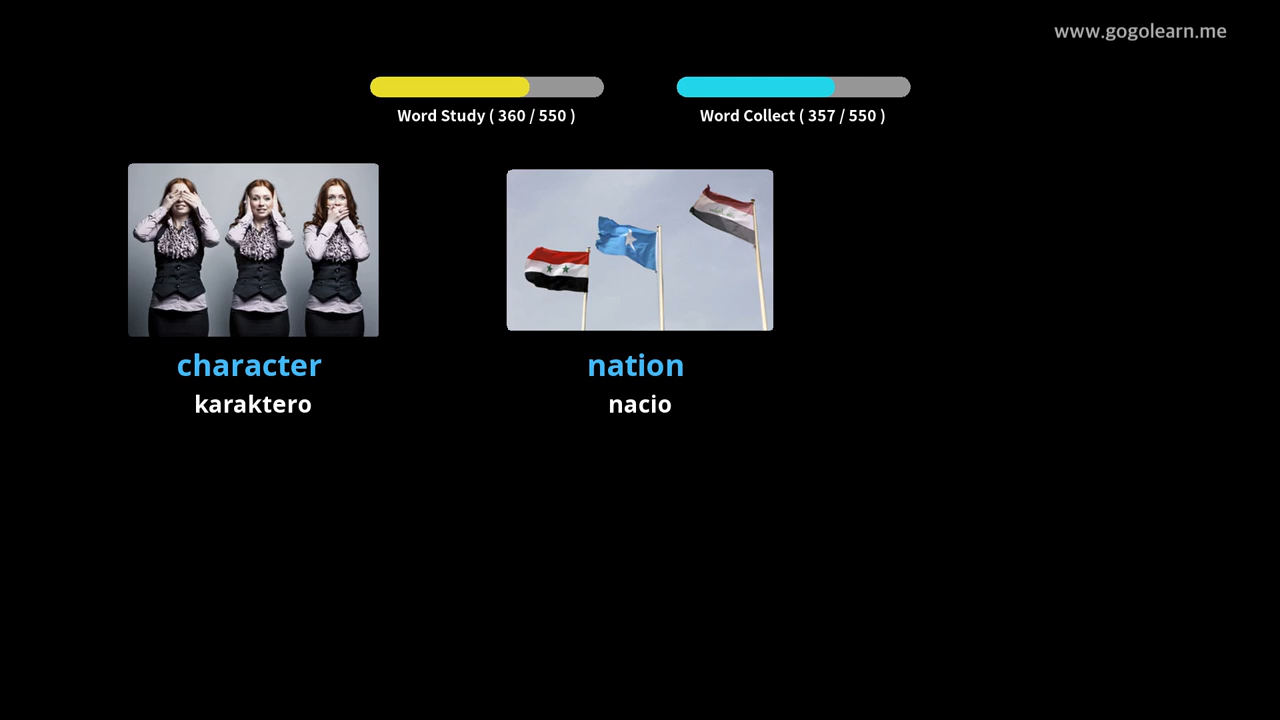 www.gogolearn.me
Word Study ( 360 / 550 )
Word Collect ( 357 / 550 )
character
karaktero
nation
nacio